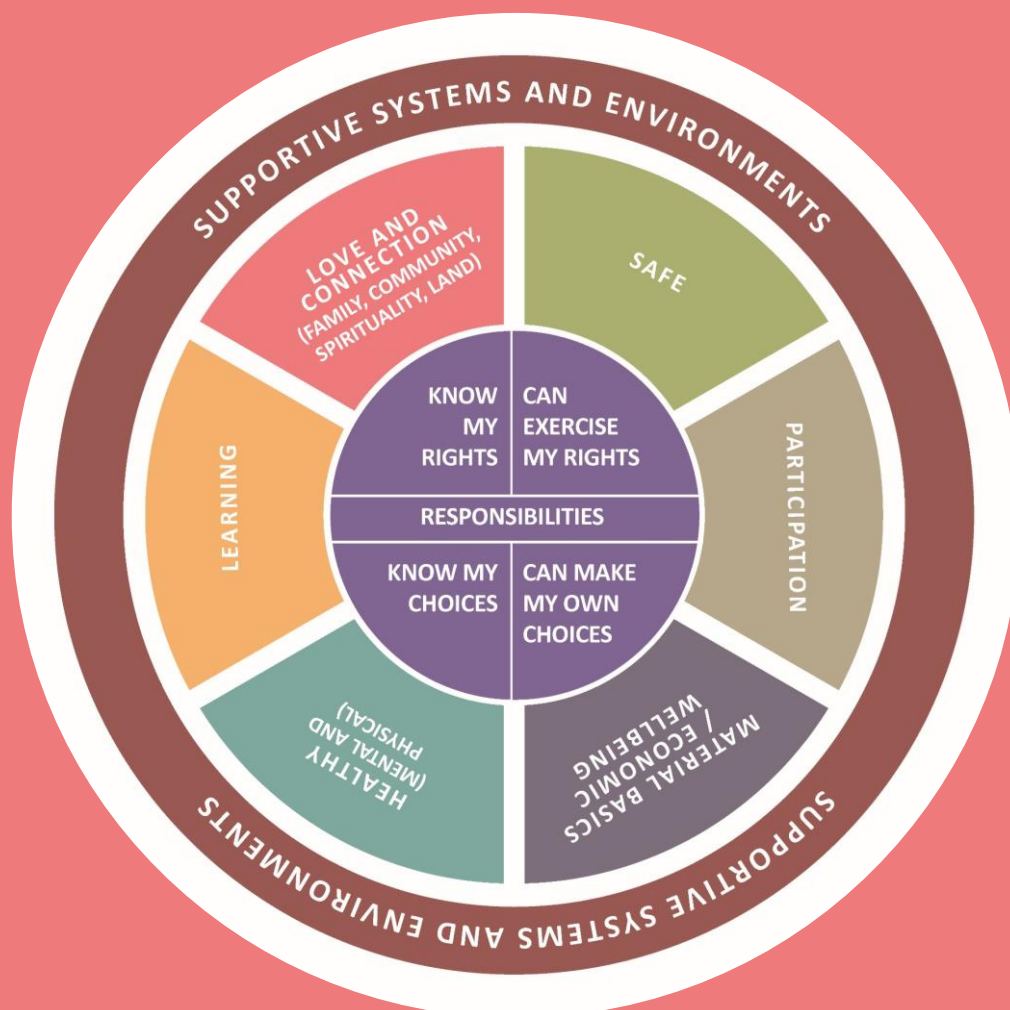 SUPPORTIVE SYSTEMS AND ENVIRONMENTS
LOVE AND
CONNECTION
(FAMILY, COMMUNITY,
SPIRITUALITY, LAND)
SAFE
PARTICIPATION
MATERIAL BASICS
/ ECONOMIC
WELLBEING
HEALTHY
(MENTAL AND
PHYSICAL)
LEARNING
KNOW
MY
RIGHTS
CAN
EXERCISE
MY RIGHTS
RESPONSIBILITIES
KNOW MY
CHOICES
CAN MAKE
MY OWN
CHOICES
SUPPORTIVE SYSTEMS AND ENVIRONMENTS